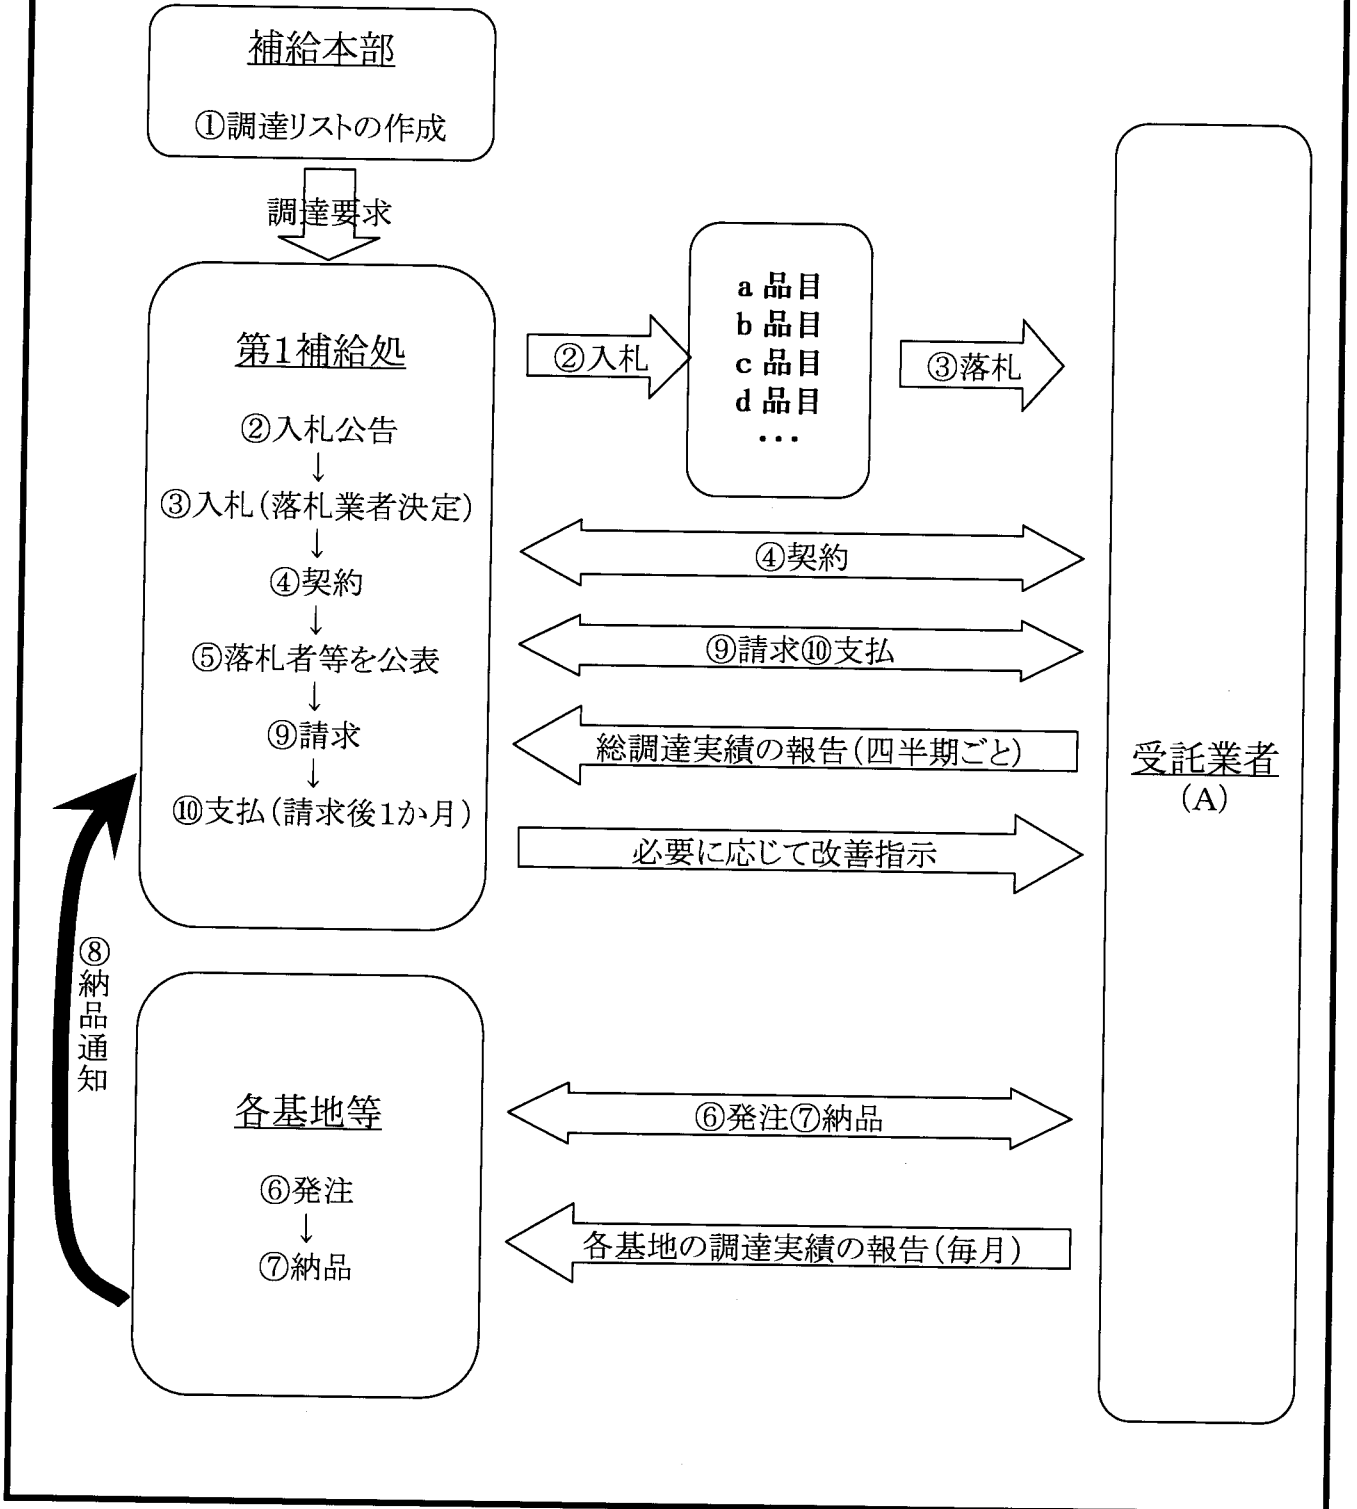 補給本部
①調達リストの作成
調達要求
第1補給処
②入札公告
↓
③入札(落札業者決定)
↓
④契約
↓
⑤落札者等を公表
↓
⑨請求
↓
⑩支払(請求後1か月)
②入札
a 品目
b 品目
c 品目
d 品目
…
③落札
④契約
⑨請求⑩支払
総調達実績の報告(四半期ごと)
必要に応じて改善指示
受託業者
(A)
⑧納品通知
各基地等
⑥発注
↓
⑦納品
⑥発注⑦納品
各基地の調達実績の報告(毎月)